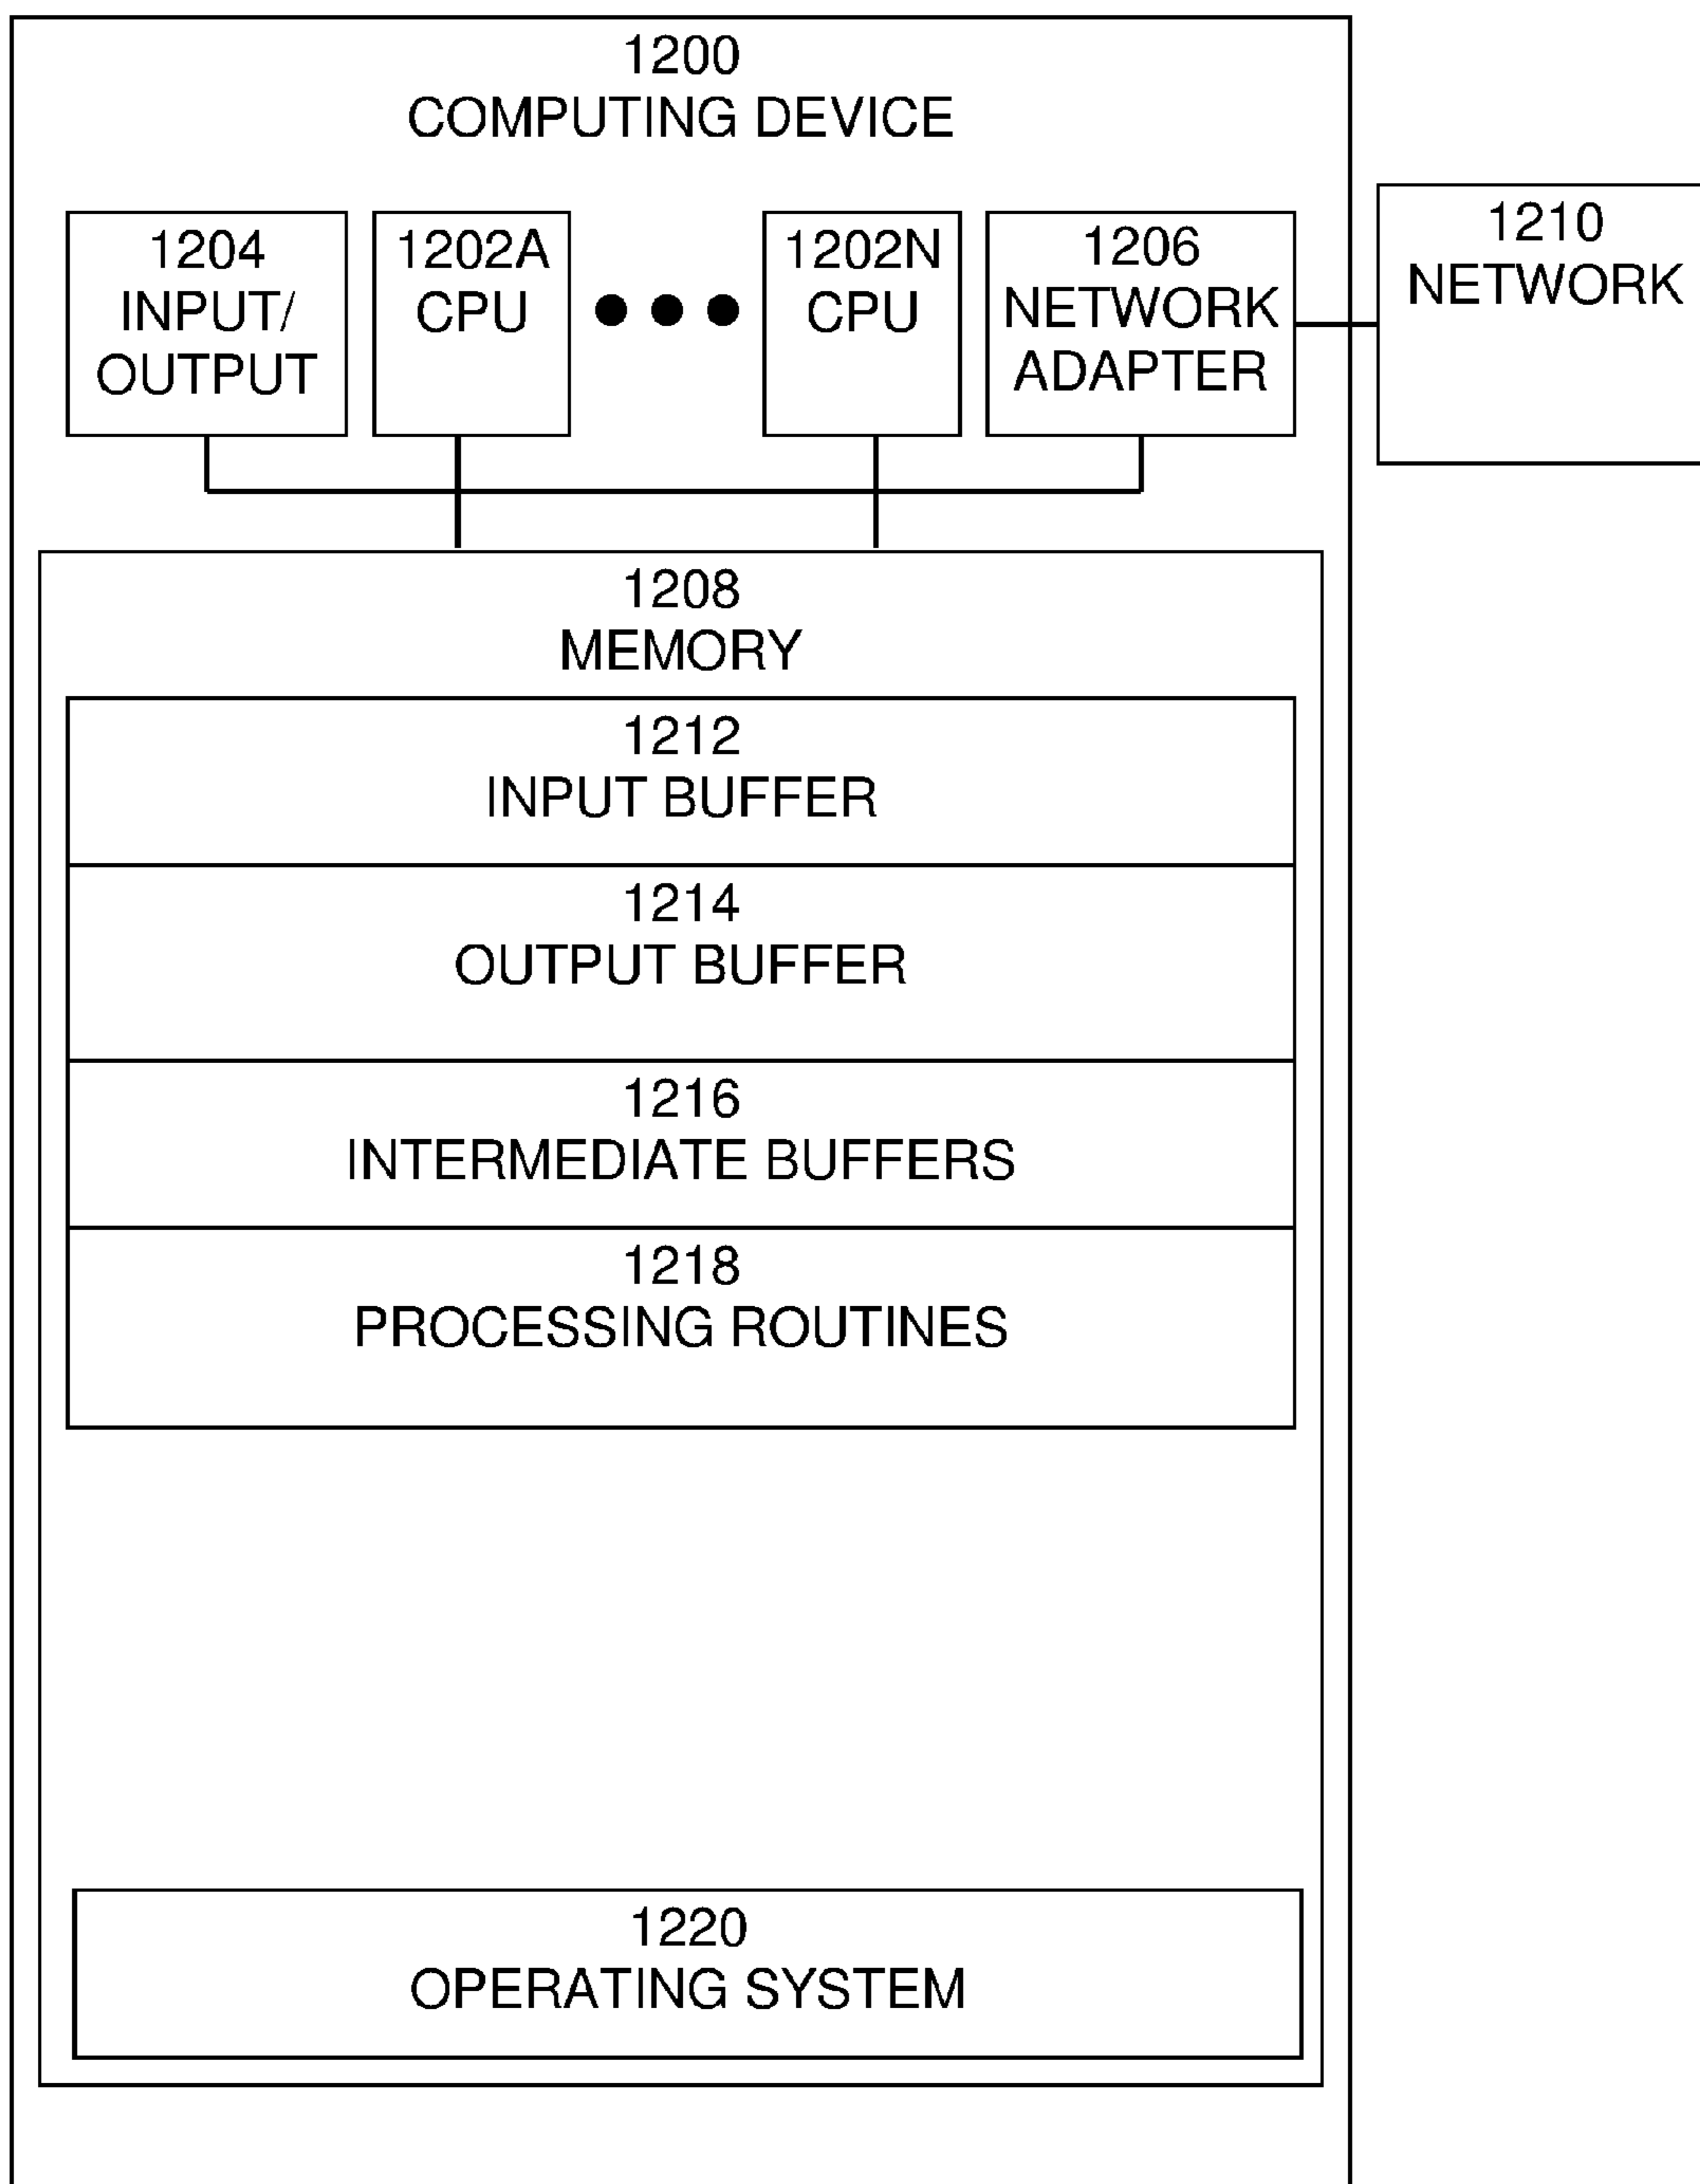 1200
COMPUTING DEVICE
1204
INPUT/
OUTPUT
1202A
CPU
1202N
CPU
1206
NETWORK
ADAPTER
1210
NETWORK
1208
MEMORY
1212
INPUT BUFFER
1214
OUTPUT BUFFER
1216
INTERMEDIATE BUFFERS
1218
PROCESSING ROUTINES
1220
OPERATING SYSTEM